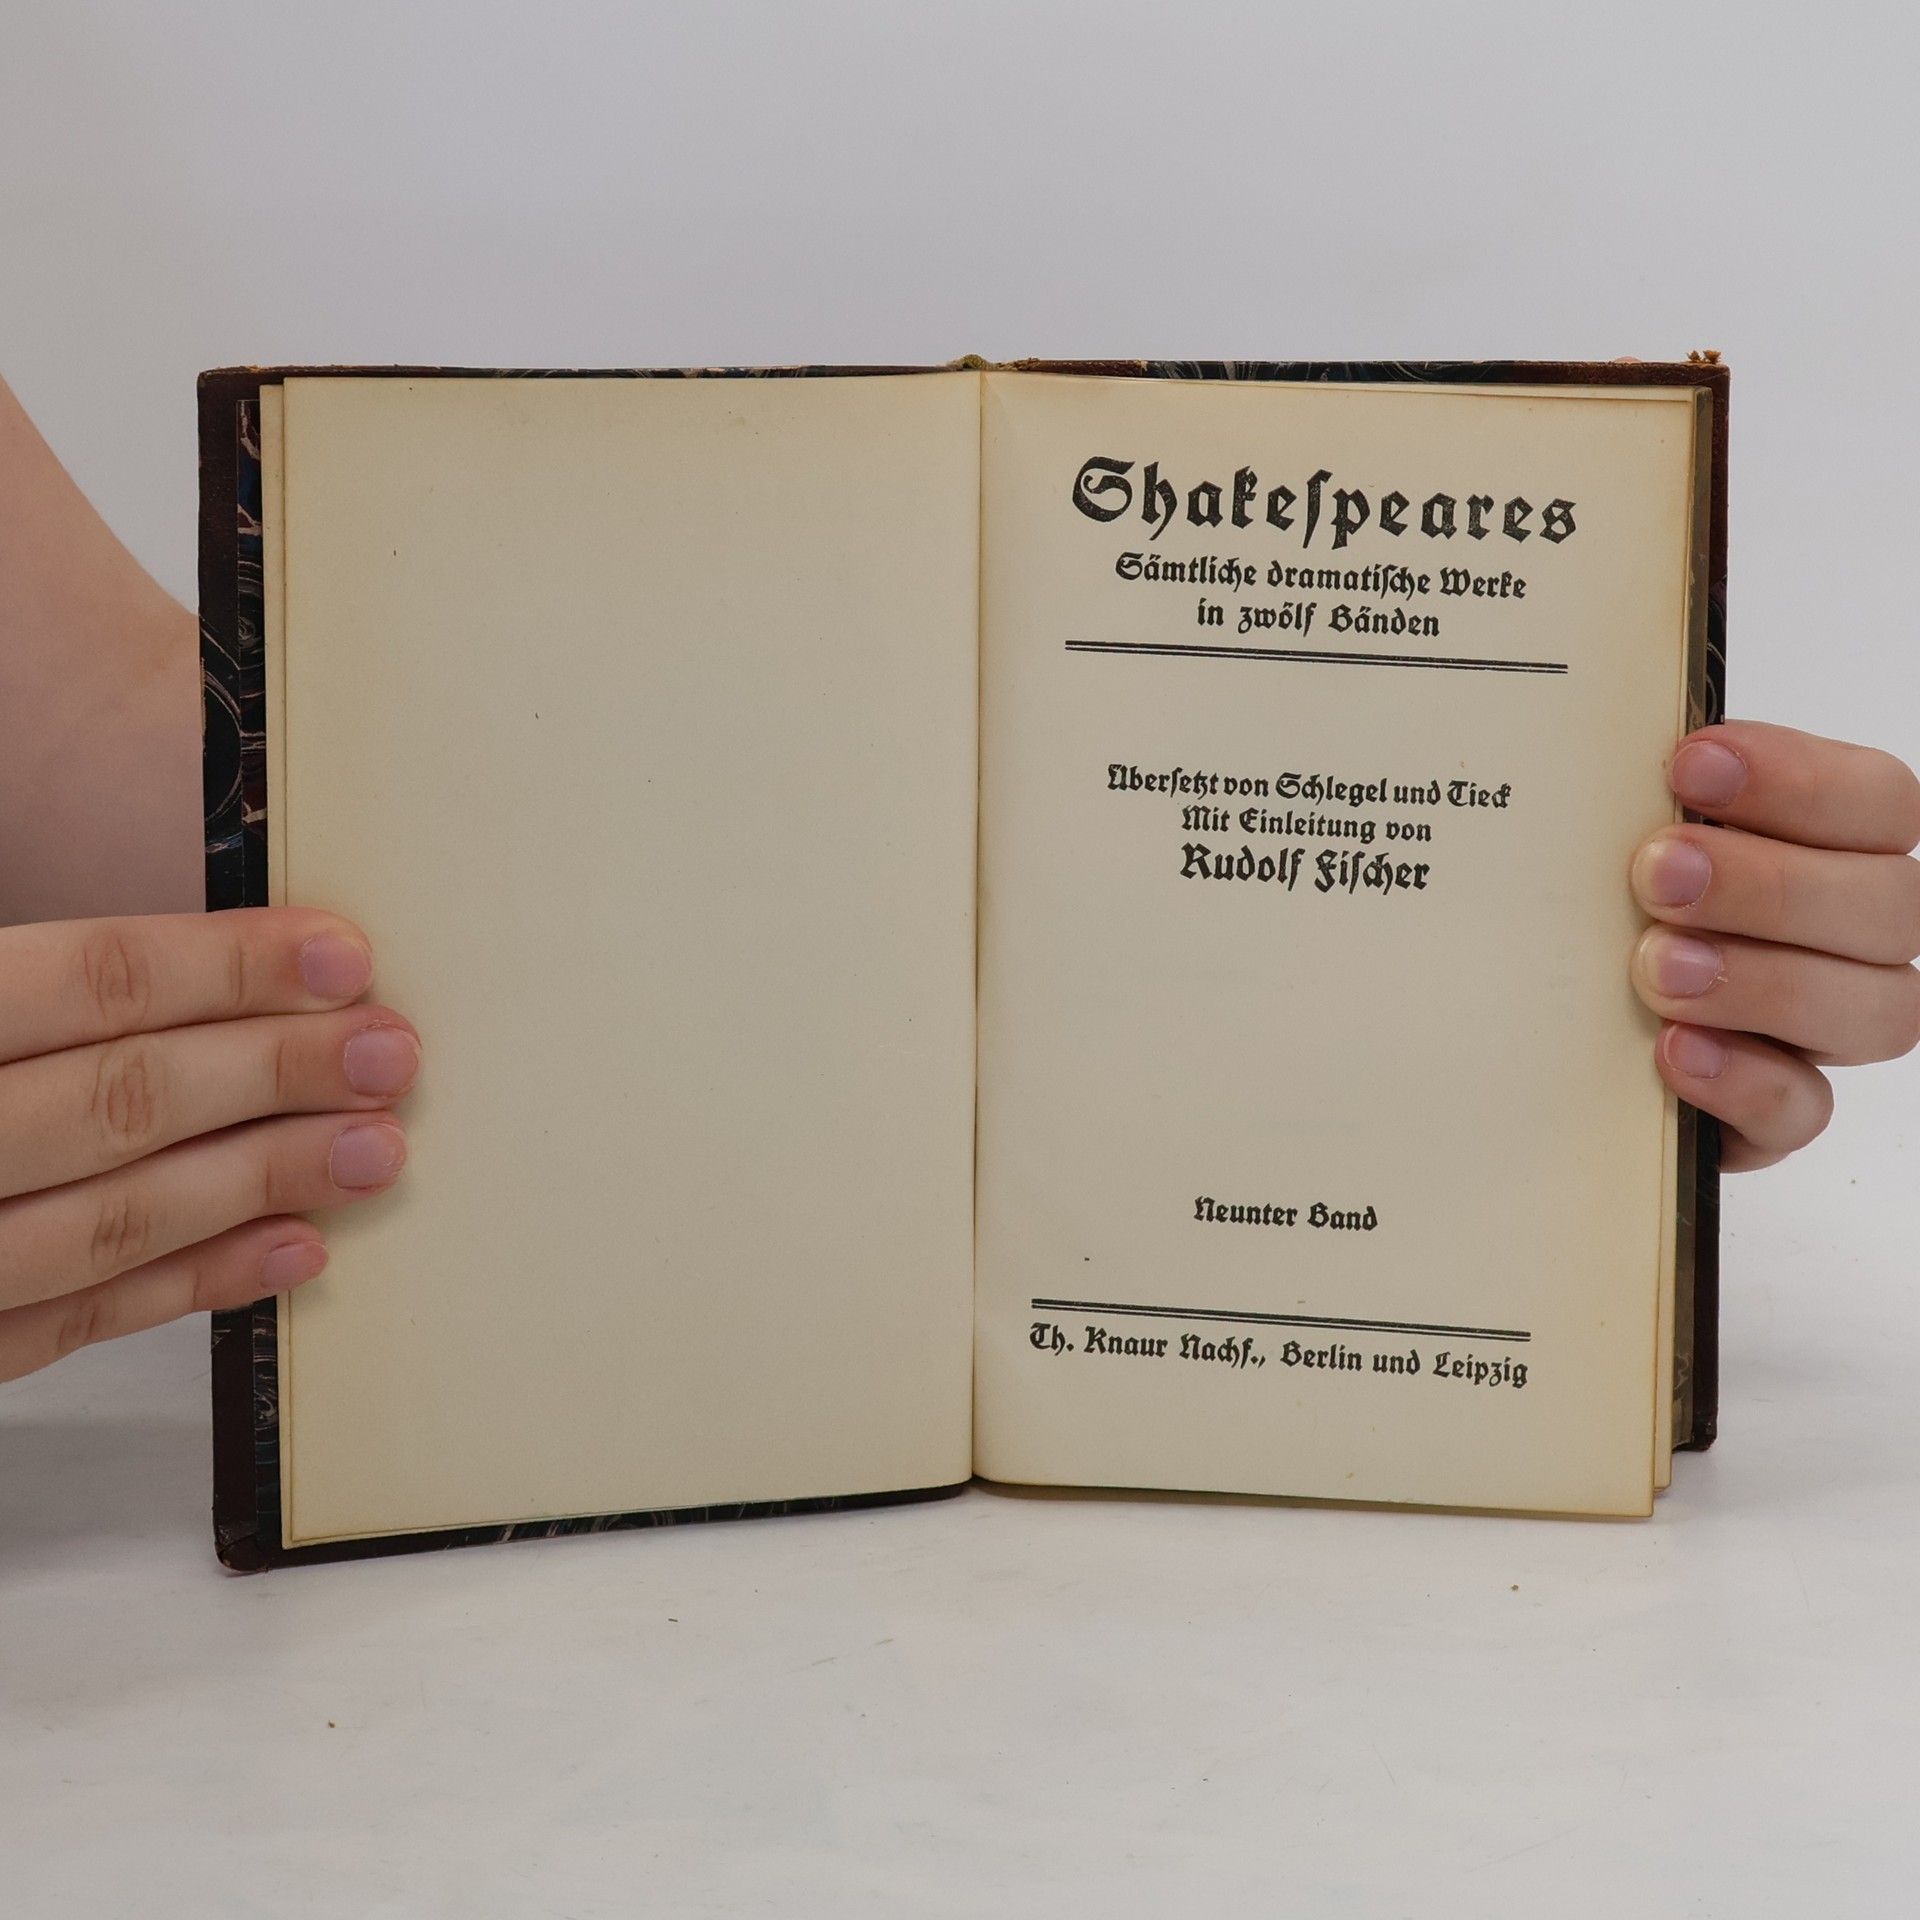 Shakeſpeares
Sämtliche dramatiſche Werke
in zwölf Bänden
Überſetzt von Schlegel und Tieck
Mit Einleitung von
Rudolf Fiſcher
Neunter Band
Th. Knaur Nachf., Berlin und Leipzig